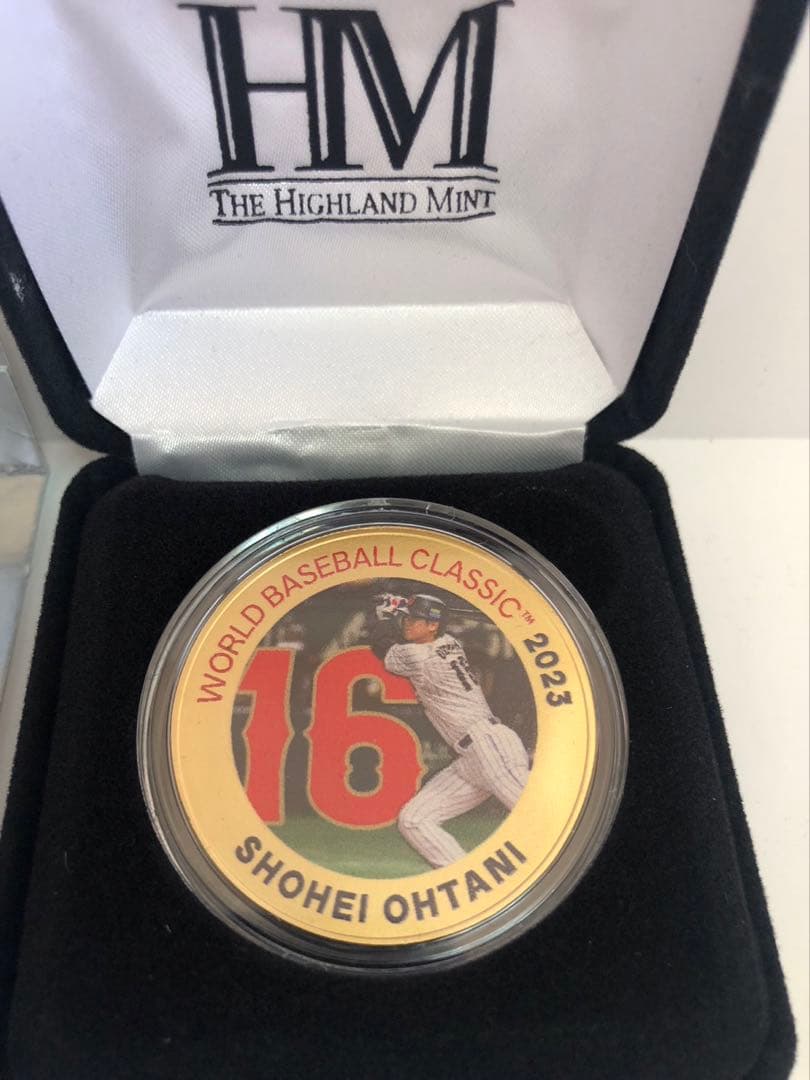 HM
THE HIGHLAND MINT
WORLD BASEBALL CLASSIC™ 2023
16
SHOHEI OHTANI